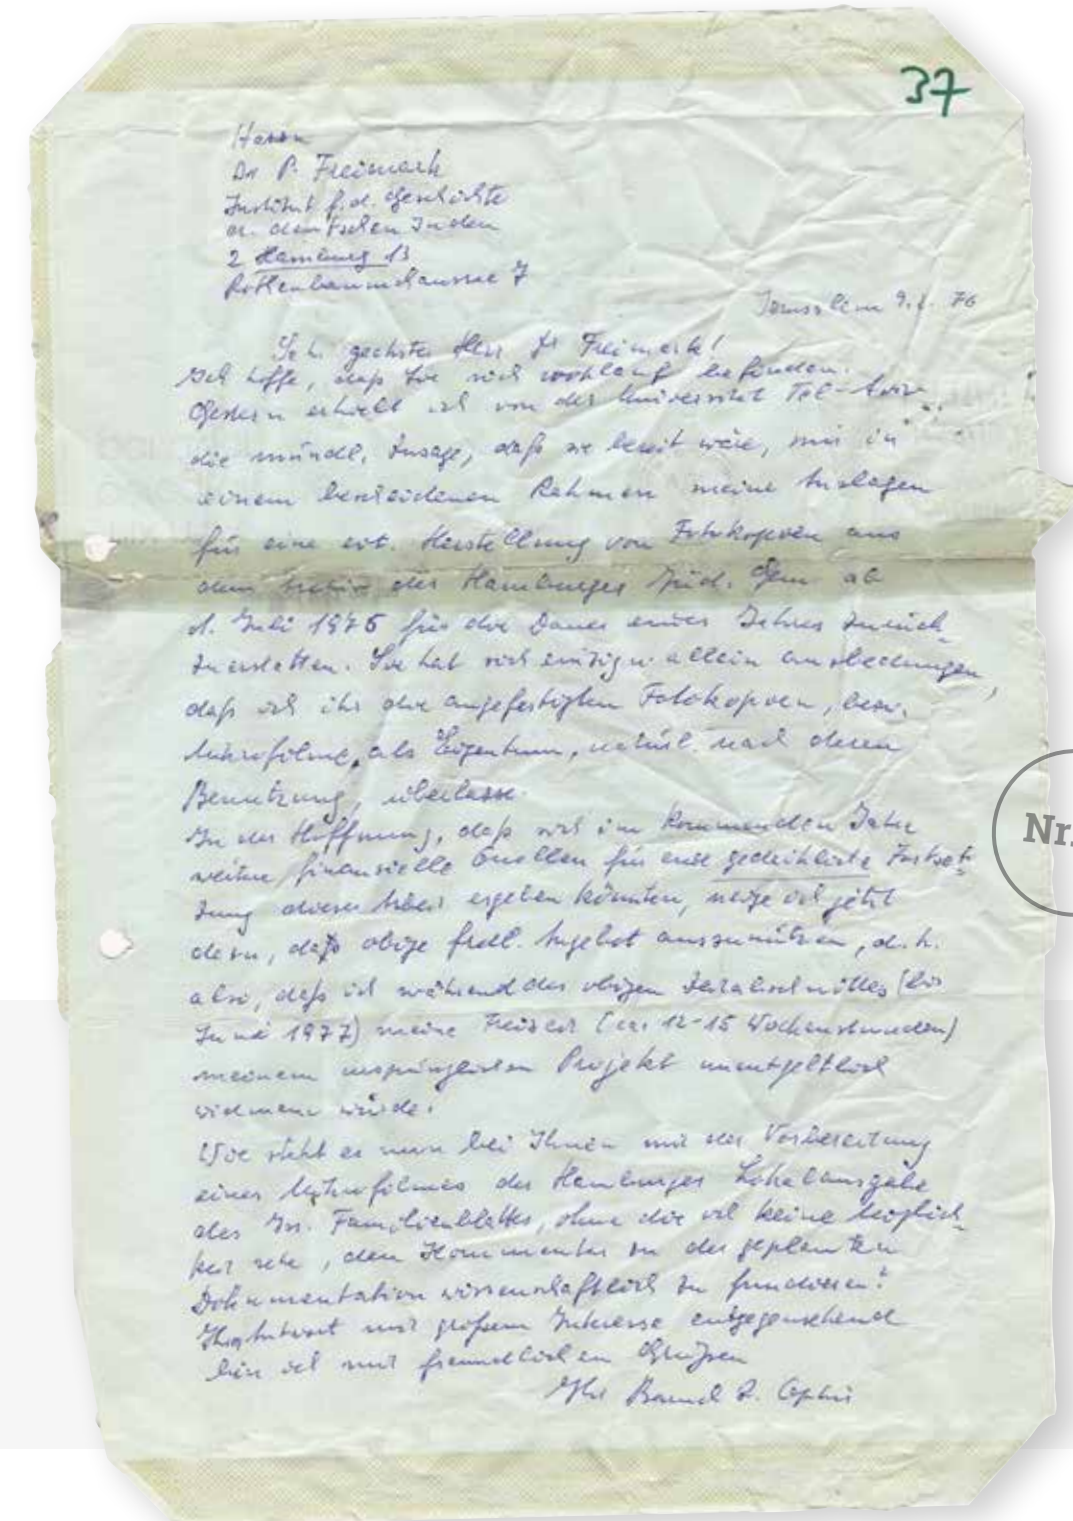 37
Herrn
Dr P. Freimark
Institut f. d. Geschichte
d. deutschen Juden
2 Hamburg 13
Rothenbaumchaussee 7
Jerusalem 9. 76
Sehr geehrter Herr Dr Freimark!
Ich hoffe, daß Sie sich wohlauf befinden.
Gestern erhielt ich von der Universität Tel-Aviv
die mündl. Zusage, daß sie bereit wäre, mir in
einem bescheidenen Rahmen meine Auslagen
für eine evt. Herstellung von Fotokopien aus
dem Archiv der Hamburger Jüd. Gem. ab
1. Juli 1976 für die Dauer eines Jahres zurück-
zuerstatten. Sie hat sich einzig u. allein ausbedungen,
daß ich ihr die angefertigten Fotokopien, bezw.
Mikrofilme, als Eigentum, natürl. nach deren
Benutzung, überlasse.
In der Hoffnung, daß sich im kommenden Jahr
weitere finanzielle Quellen für eine gedeihliche Fortset-
zung dieser Arbeit ergeben könnten, neige ich jetzt
dazu, daß obige frdl. Angebot auszunützen, d. h.
also, daß ich während des obigen Zeitabschnittes (bis
Juni 1977) meine Freizeit (ca. 12-15 Wochenstunden)
meinem ursprünglichen Projekt unentgeltlich
widmen würde.
Wie steht es nun bei Ihnen mit der Vorbereitung
eines Mikrofilmes der Hamburger Lokalausgabe
des Isr. Familienblattes, ohne die ich keine Möglich-
keit sehe, den Kommentar zu der geplanten
Dokumentation wissenschaftlich zu fundieren?
Ihrer Antwort mit großem Interesse entgegensehend
bin ich mit freundlichen Grüßen
Ihr
Nr.